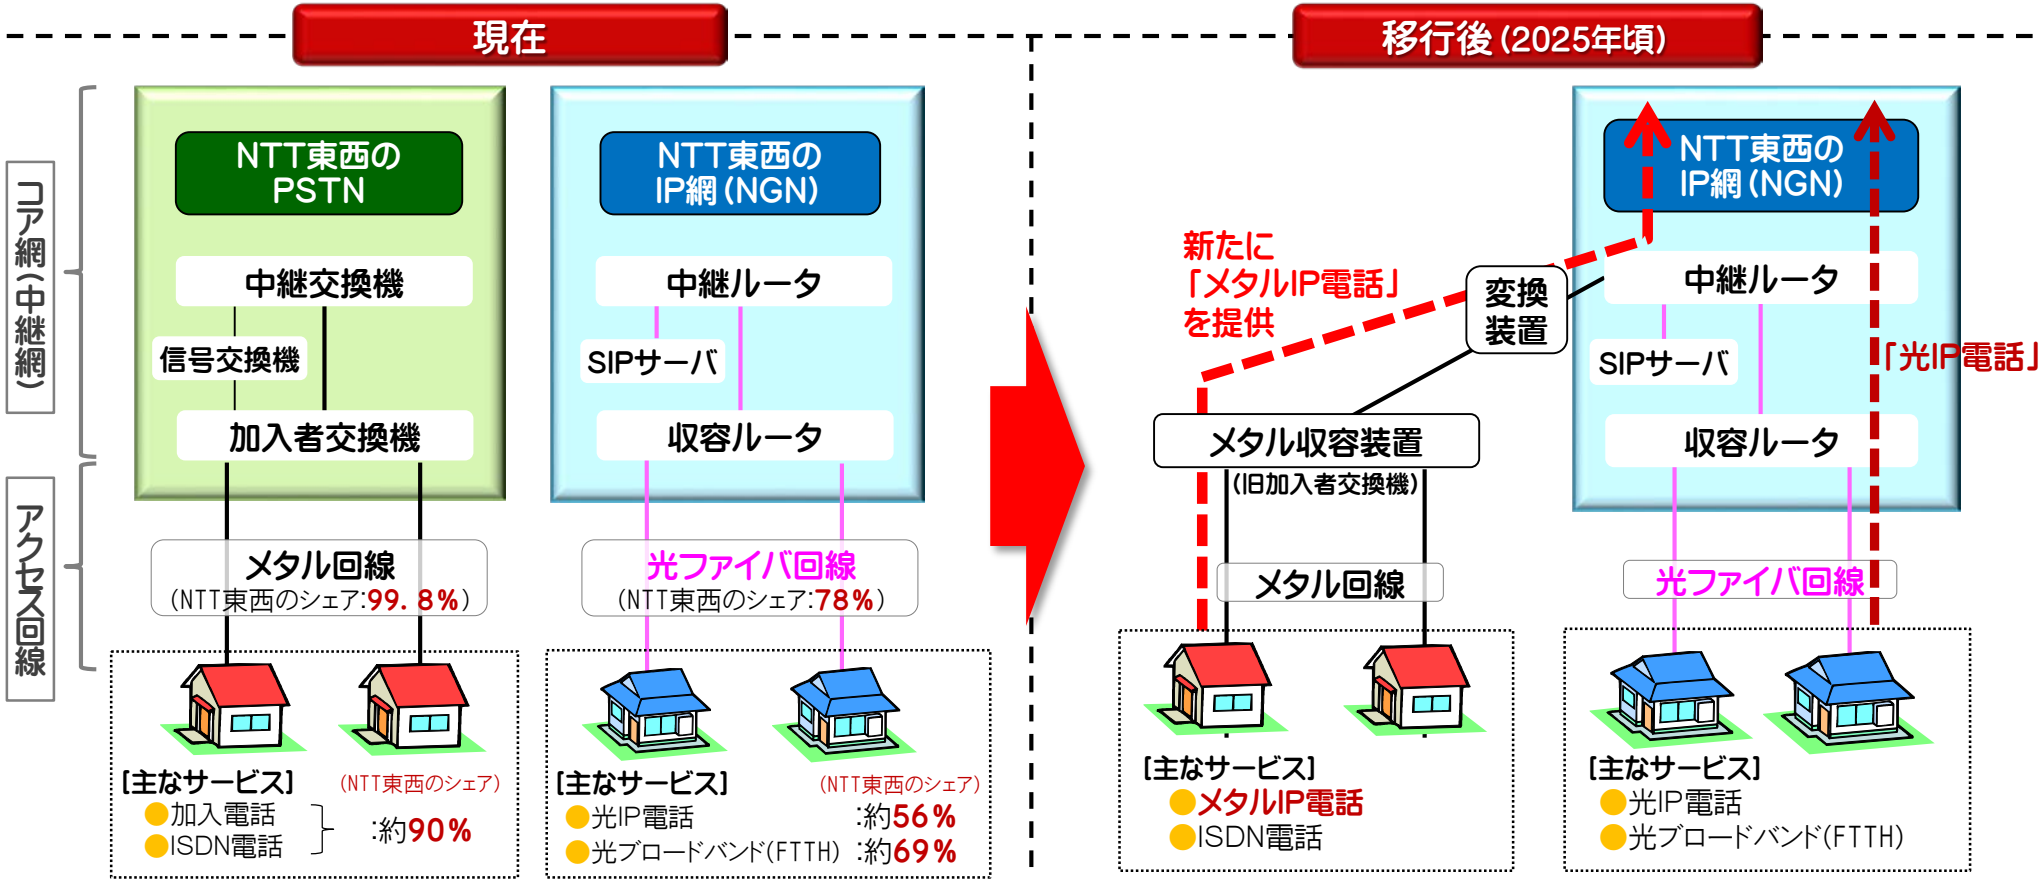 現在
移行後(2025年頃)
コア網(中継網)
アクセス回線
NTT東西の
PSTN
中継交換機
信号交換機
加入者交換機
メタル回線
(NTT東西のシェア:99.8%)
[主なサービス]
(NTT東西のシェア)
●加入電話
●ISDN電話
:約90%
NTT東西の
IP網(NGN)
中継ルータ
SIPサーバ
収容ルータ
光ファイバ回線
(NTT東西のシェア:78%)
[主なサービス]
(NTT東西のシェア)
●光IP電話 :約56%
●光ブロードバンド(FTTH) :約69%
新たに
「メタルIP電話」
を提供
変換
装置
メタル収容装置
(旧加入者交換機)
メタル回線
[主なサービス]
●メタルIP電話
●ISDN電話
NTT東西の
IP網(NGN)
中継ルータ
SIPサーバ
「光IP電話」
収容ルータ
光ファイバ回線
[主なサービス]
●光IP電話
●光ブロードバンド(FTTH)